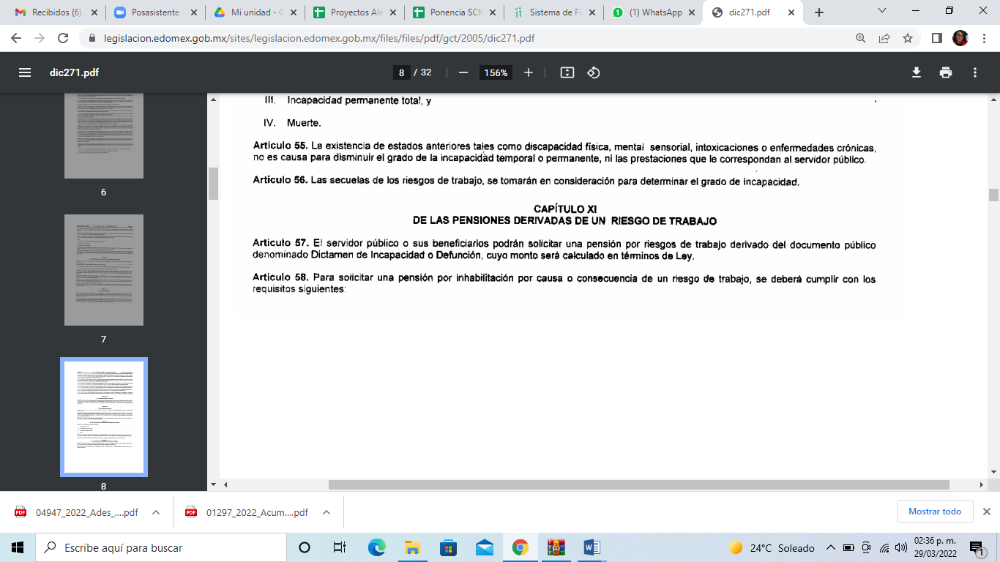 Recibidos (6)
Posasistente -
Mi unidad - G
Proyectos Ale
Ponencia SCM
Sistema de Fi
(1) WhatsApp
dic271.pdf
legislacion.edomex.gob.mx/sites/legislacion.edomex.gob.mx/files/files/pdf/gct/2005/dic271.pdf
dic271.pdf
8 / 32
156%
III. Incapacidad permanente total, y
IV. Muerte.
Artículo 55. La existencia de estados anteriores tales como discapacidad física, mental sensorial, intoxicaciones o enfermedades crónicas,
no es causa para disminuir el grado de la incapacidad temporal o permanente, ni las prestaciones que le correspondan al servidor público.
Artículo 56. Las secuelas de los riesgos de trabajo, se tomarán en consideración para determinar el grado de incapacidad.
CAPÍTULO XI
DE LAS PENSIONES DERIVADAS DE UN RIESGO DE TRABAJO
Artículo 57. El servidor público o sus beneficiarios podrán solicitar una pensión por riesgos de trabajo derivado del documento público
denominado Dictamen de Incapacidad o Defunción, cuyo monto será calculado en términos de Ley.
Artículo 58. Para solicitar una pensión por inhabilitación por causa o consecuencia de un riesgo de trabajo, se deberá cumplir con los
requisitos siguientes:
6
7
8
04947_2022_Ades_....pdf
01297_2022_Acum....pdf
Mostrar todo
Escribe aquí para buscar
24°C Soleado
02:36 p. m.
29/03/2022
1